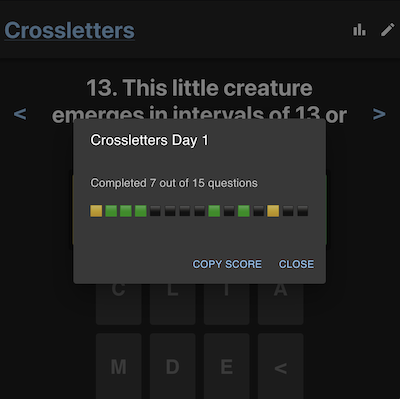 Crossletters
13. This little creature
< emerges in intervals of 13 or >
Crossletters Day 1
Completed 7 out of 15 questions
COPY SCORE CLOSE
C L I A
M D E <